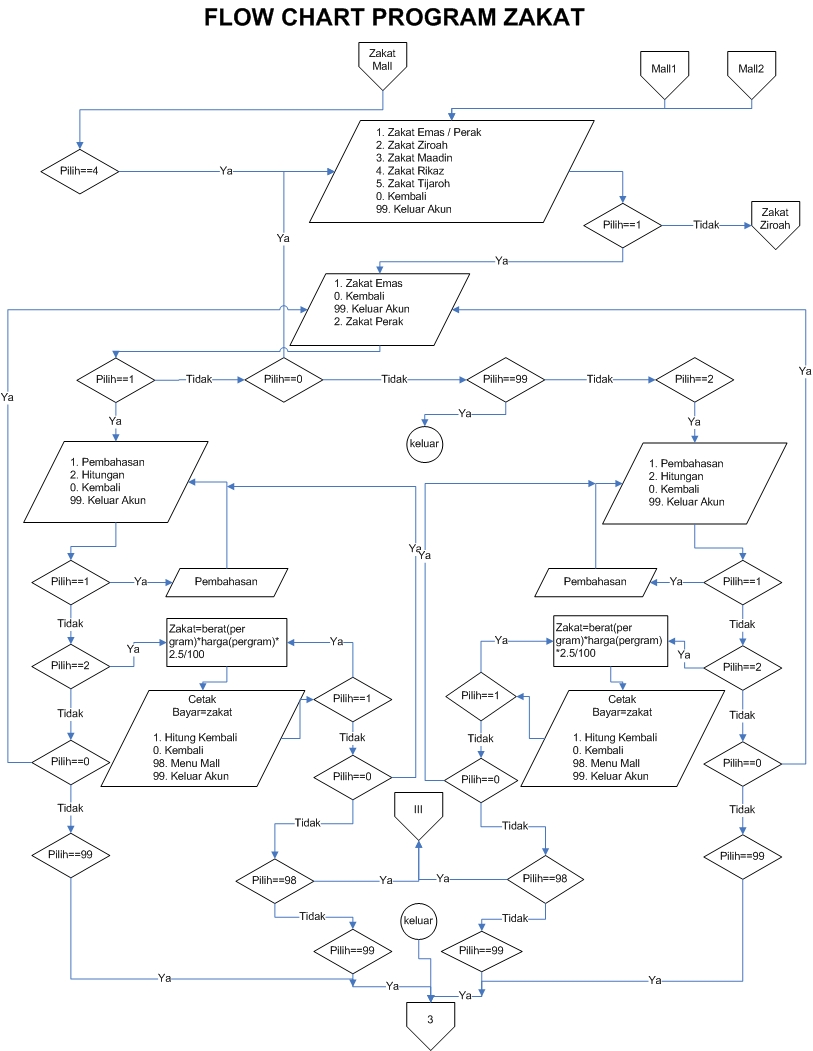 FLOW CHART PROGRAM ZAKAT
Zakat
Mall
Mall1
Mall2
1. Zakat Emas / Perak
2. Zakat Ziroah
3. Zakat Maadin
4. Zakat Rikaz
5. Zakat Tijaroh
0. Kembali
99. Keluar Akun
Pilih==4
Ya
Pilih==1
Tidak
Zakat
Ziroah
Ya
Ya
1. Zakat Emas
0. Kembali
99. Keluar Akun
2. Zakat Perak
Pilih==1
Tidak
Pilih==0
Tidak
Pilih==99
Tidak
Pilih==2
Ya
Ya
Ya
Ya
Ya
keluar
1. Pembahasan
2. Hitungan
0. Kembali
99. Keluar Akun
1. Pembahasan
2. Hitungan
0. Kembali
99. Keluar Akun
Ya
Ya
Pilih==1
Ya
Pembahasan
Pembahasan
Ya
Pilih==1
Tidak
Tidak
Zakat=berat(per
gram)*harga(pergram)*
2.5/100
Zakat=berat(per
gram)*harga(pergram)
*2.5/100
Pilih==2
Ya
Ya
Ya
Ya
Pilih==2
Tidak
Tidak
Cetak
Bayar=zakat
1. Hitung Kembali
0. Kembali
98. Menu Mall
99. Keluar Akun
Pilih==1
Pilih==1
Cetak
Bayar=zakat
1. Hitung Kembali
0. Kembali
98. Menu Mall
99. Keluar Akun
Tidak
Tidak
Pilih==0
Pilih==0
Pilih==0
Pilih==0
Tidak
Tidak
III
Tidak
Tidak
Pilih==99
Pilih==99
Pilih==98
Ya
Ya
Pilih==98
Tidak
keluar
Tidak
Pilih==99
Pilih==99
Ya
Ya
Ya
Ya
3